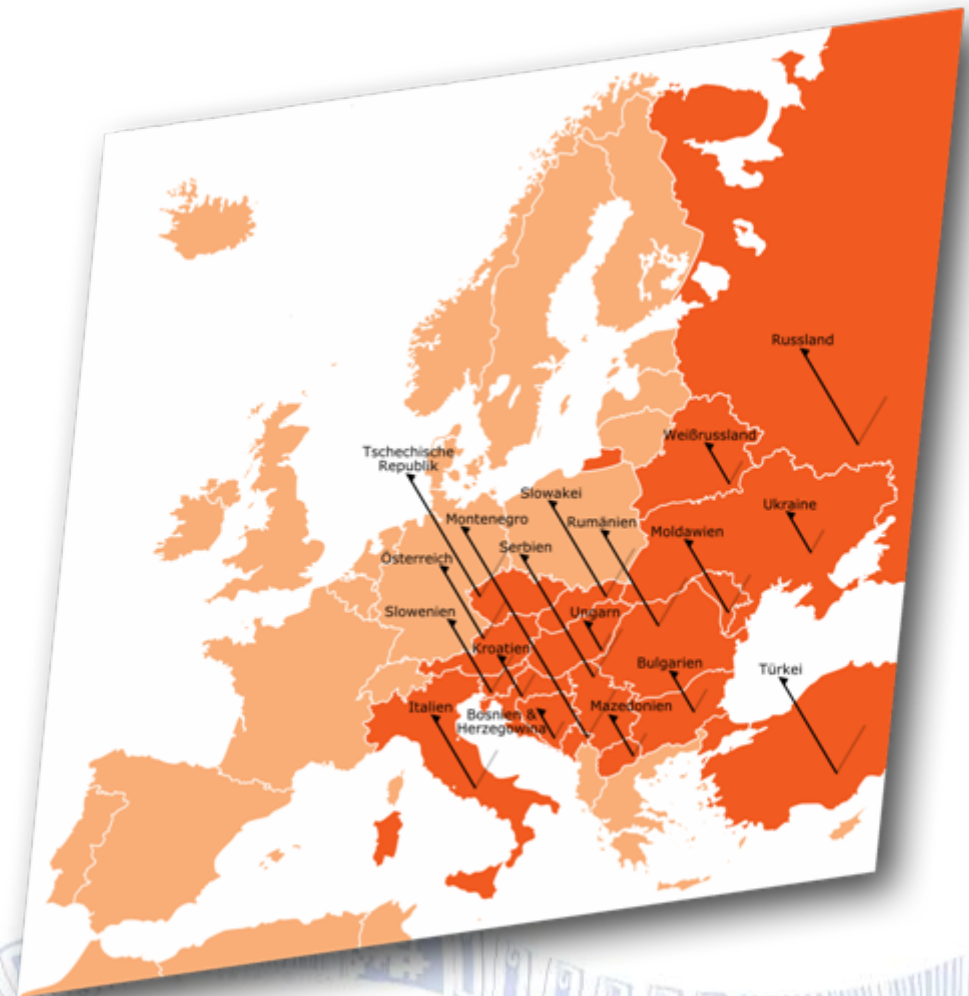 Russland
Weißrussland
Tschechische
Republik
Slowakei
Ukraine
Montenegro
Rumänien
Moldawien
Serbien
Österreich
Slowenien
Ungarn
Kroatien
Bulgarien
Türkei
Italien
Bosnien &
Herzegowina
Mazedonien